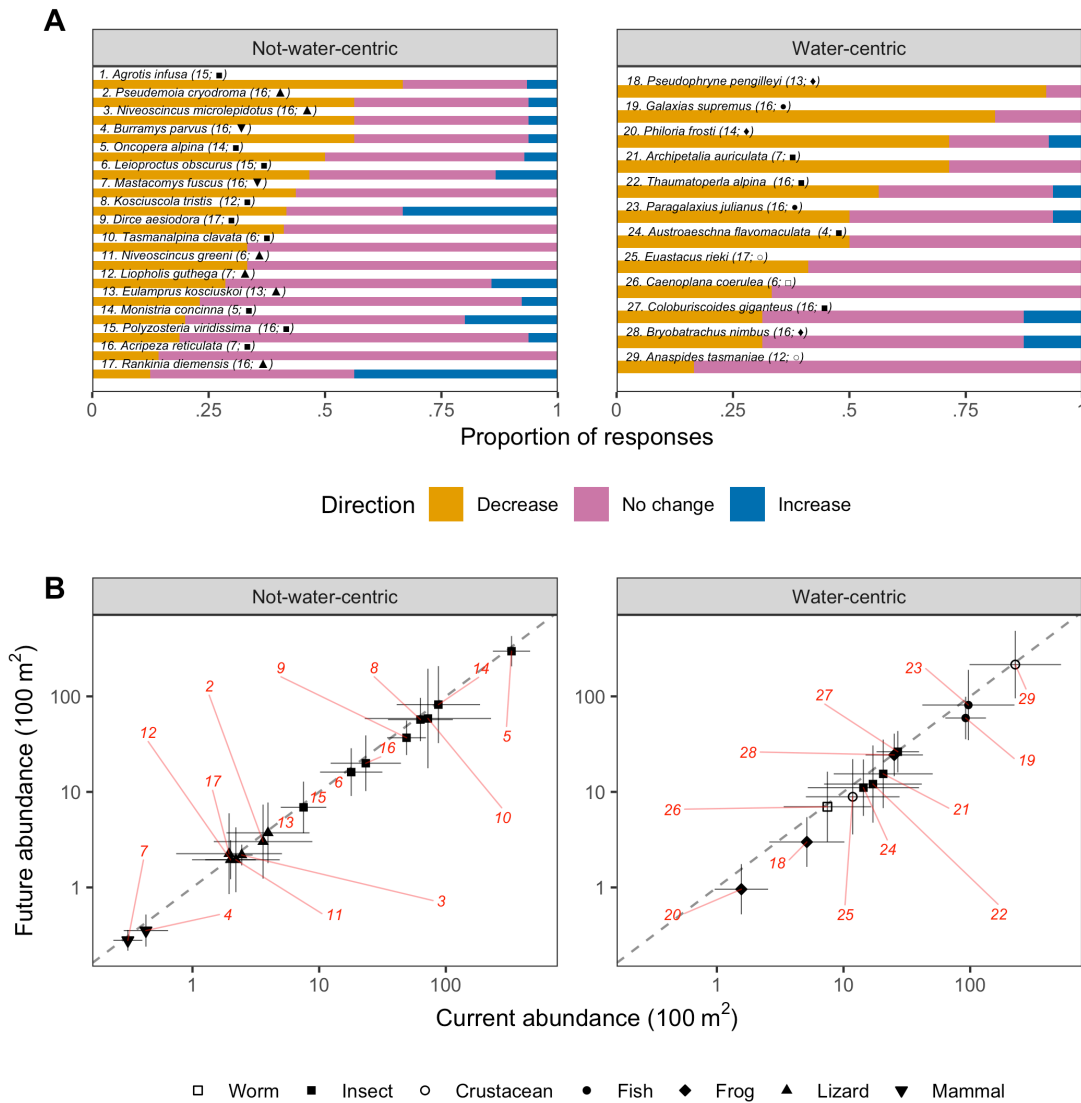 A
Not-water-centric
1. Agrotis infusa (15; ■)
2. Pseudemoia cryodroma (16; ▲)
3. Niveoscincus microlepidotus (16; ▲)
4. Burramys parvus (16; ▼)
5. Oncopera alpina (14; ■)
6. Leioproctus obscurus (15; ■)
7. Mastacomys fuscus (16; ▼)
8. Kosciuscola tristis (12; ■)
9. Dirce aesiodora (17; ■)
10. Tasmanalpina clavata (6; ■)
11. Niveoscincus greeni (6; ▲)
12. Liopholis guthega (7; ▲)
13. Eulamprus kosciuskoi (13; ▲)
14. Monistria concinna (5; ■)
15. Polyzosteria viridissima (16; ■)
16. Acripeza reticulata (7; ■)
17. Rankinia diemensis (16; ▲)
0 .25 .5 .75 1
Water-centric
18. Pseudophryne pengilleyi (13; ♦)
19. Galaxias supremus (16; ●)
20. Philoria frosti (14; ♦)
21. Archipetalia auriculata (7; ■)
22. Thaumatoperla alpina (16; ■)
23. Paragalaxius julianus (16; ●)
24. Austroaeschna flavomaculata (4; ■)
25. Euastacus rieki (17; ○)
26. Caenoplana coerulea (6; □)
27. Coloburiscoides giganteus (16; ■)
28. Bryobatrachus nimbus (16; ♦)
29. Anaspides tasmaniae (12; ○)
0 .25 .5 .75 1
Proportion of responses
Direction Decrease No change Increase
B
Not-water-centric
Future abundance (100 m²)
100
10
1
9
8
14
2
12
5
16
17
6
15
10
13
7
3
4
11
1 10 100
Water-centric
100
10
1
23
29
27
28
19
26
21
24
18
20
25
22
1 10 100
Current abundance (100 m²)
Worm Insect Crustacean Fish Frog Lizard Mammal